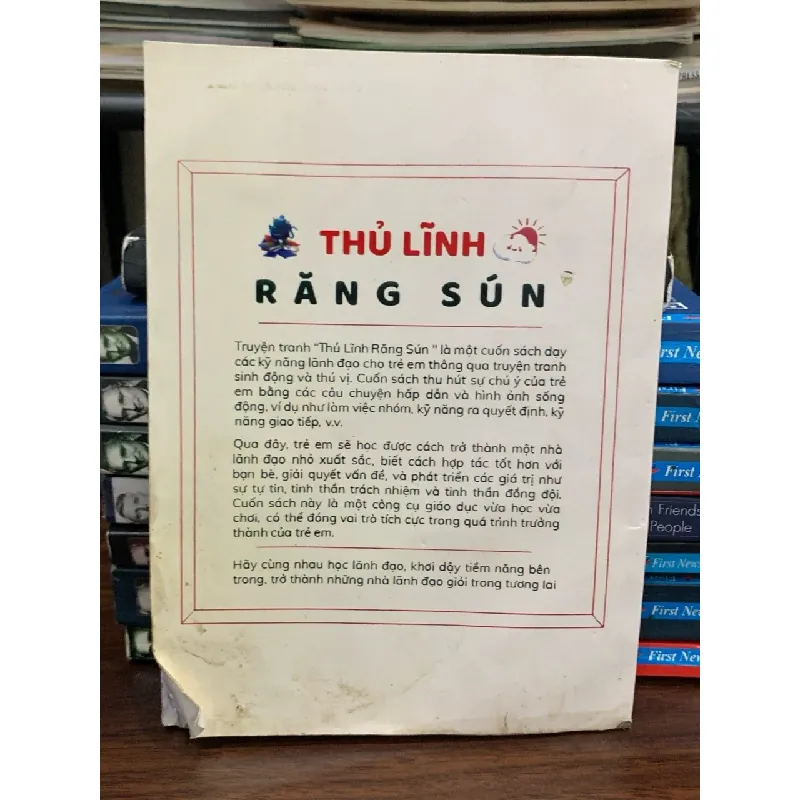 THỦ LĨNH
RĂNG SÚN
Truyện tranh "Thủ Lĩnh Răng Sún " là một cuốn sách dạy
các kỹ năng lãnh đạo cho trẻ em thông qua truyện tranh
sinh động và thú vị. Cuốn sách thu hút sự chú ý của trẻ
em bằng các câu chuyện hấp dẫn và hình ảnh sống
động, ví dụ như làm việc nhóm, kỹ năng ra quyết định, kỹ
năng giao tiếp, v.v.
Qua đây, trẻ em sẽ học được cách trở thành một nhà
lãnh đạo nhỏ xuất sắc, biết cách hợp tác tốt hơn với
bạn bè, giải quyết vấn đề, và phát triển các giá trị như
sự tự tin, tinh thần trách nhiệm và tinh thần đồng đội.
Cuốn sách này là một công cụ giáo dục vừa học vừa
chơi, có thể đóng vai trò tích cực trong quá trình trưởng
thành của trẻ em.
Hãy cùng nhau học lãnh đạo, khơi dậy tiềm năng bên
trong, trở thành những nhà lãnh đạo giỏi trong tương lai
First New
First New
First N
Friends
People
First New
First New
First New